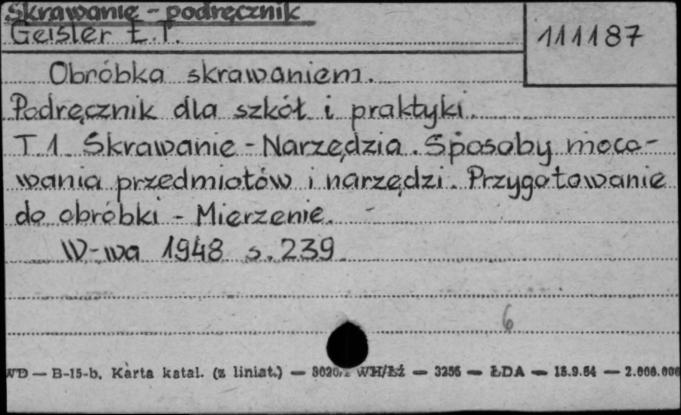 Skrawanie - podręcznik
Geisler Ł.T.
111187
Obróbka skrawaniem.
Podręcznik dla szkół i praktyki.
T.1 Skrawanie - Narzędzia. Sposoby moco-
wania przedmiotów i narzędzi. Przygotowanie
do obróbki - Mierzenie.
W-wa 1948 s. 239
6
WD — B-15-b. Karta katal. (z liniat.) — WH/Łź — 3256 — ŁDA — 15.9.64 — 2.000.000